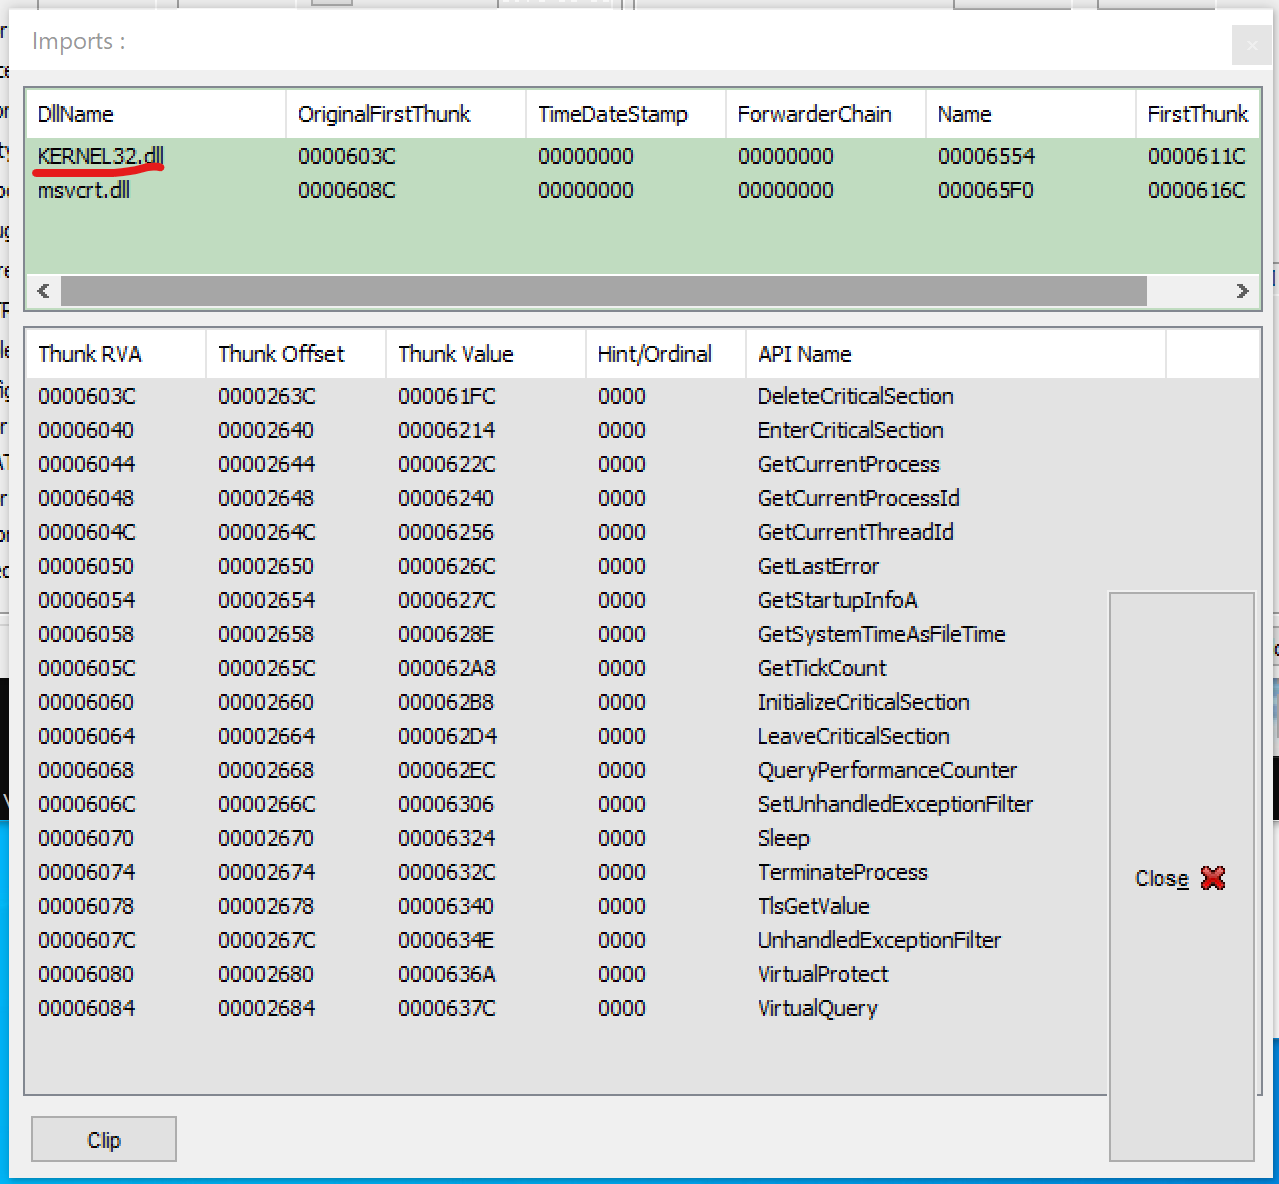 Imports :
DllName OriginalFirstThunk TimeDateStamp ForwarderChain Name FirstThunk
KERNEL32.dll 0000603C 00000000 00000000 00006554 0000611C
msvcrt.dll 0000608C 00000000 00000000 000065F0 0000616C
Thunk RVA Thunk Offset Thunk Value Hint/Ordinal API Name
0000603C 0000263C 000061FC 0000 DeleteCriticalSection
00006040 00002640 00006214 0000 EnterCriticalSection
00006044 00002644 0000622C 0000 GetCurrentProcess
00006048 00002648 00006240 0000 GetCurrentProcessId
0000604C 0000264C 00006256 0000 GetCurrentThreadId
00006050 00002650 0000626C 0000 GetLastError
00006054 00002654 0000627C 0000 GetStartupInfoA
00006058 00002658 0000628E 0000 GetSystemTimeAsFileTime
0000605C 0000265C 000062A8 0000 GetTickCount
00006060 00002660 000062B8 0000 InitializeCriticalSection
00006064 00002664 000062D4 0000 LeaveCriticalSection
00006068 00002668 000062EC 0000 QueryPerformanceCounter
0000606C 0000266C 00006306 0000 SetUnhandledExceptionFilter
00006070 00002670 00006324 0000 Sleep
00006074 00002674 0000632C 0000 TerminateProcess
00006078 00002678 00006340 0000 TlsGetValue
0000607C 0000267C 0000634E 0000 UnhandledExceptionFilter
00006080 00002680 0000636A 0000 VirtualProtect
00006084 00002684 0000637C 0000 VirtualQuery
Close
Clip